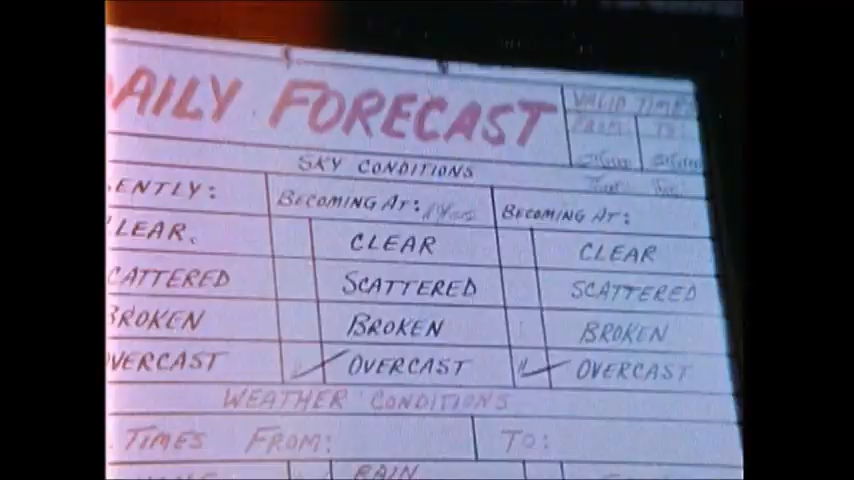 AILY FORECAST
VALID TIMES
FROM: TO:
SKY CONDITIONS
ENTLY: BECOMING AT: BECOMING AT:
LEAR. CLEAR CLEAR
CATTERED SCATTERED SCATTERED
BROKEN BROKEN BROKEN
VERCAST OVERCAST OVERCAST
WEATHER CONDITIONS
TIMES FROM: TO:
RAIN